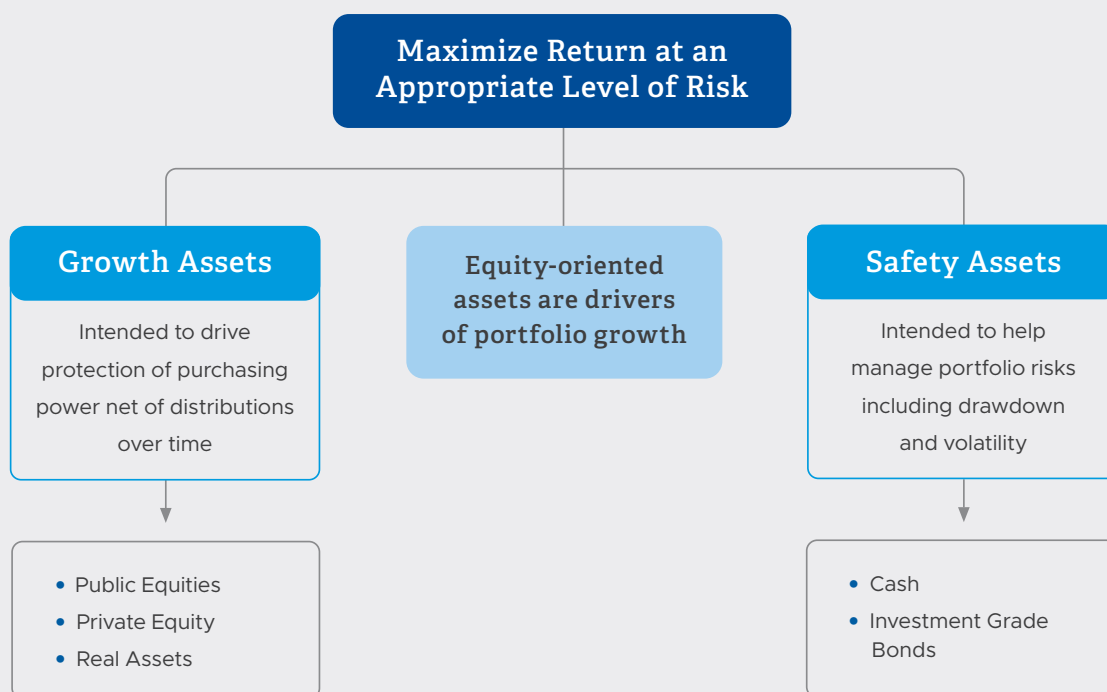 Maximize Return at an
Appropriate Level of Risk
Growth Assets
Intended to drive
protection of purchasing
power net of distributions
over time
• Public Equities
• Private Equity
• Real Assets
Equity-oriented
assets are drivers
of portfolio growth
Safety Assets
Intended to help
manage portfolio risks
including drawdown
and volatility
• Cash
• Investment Grade
Bonds